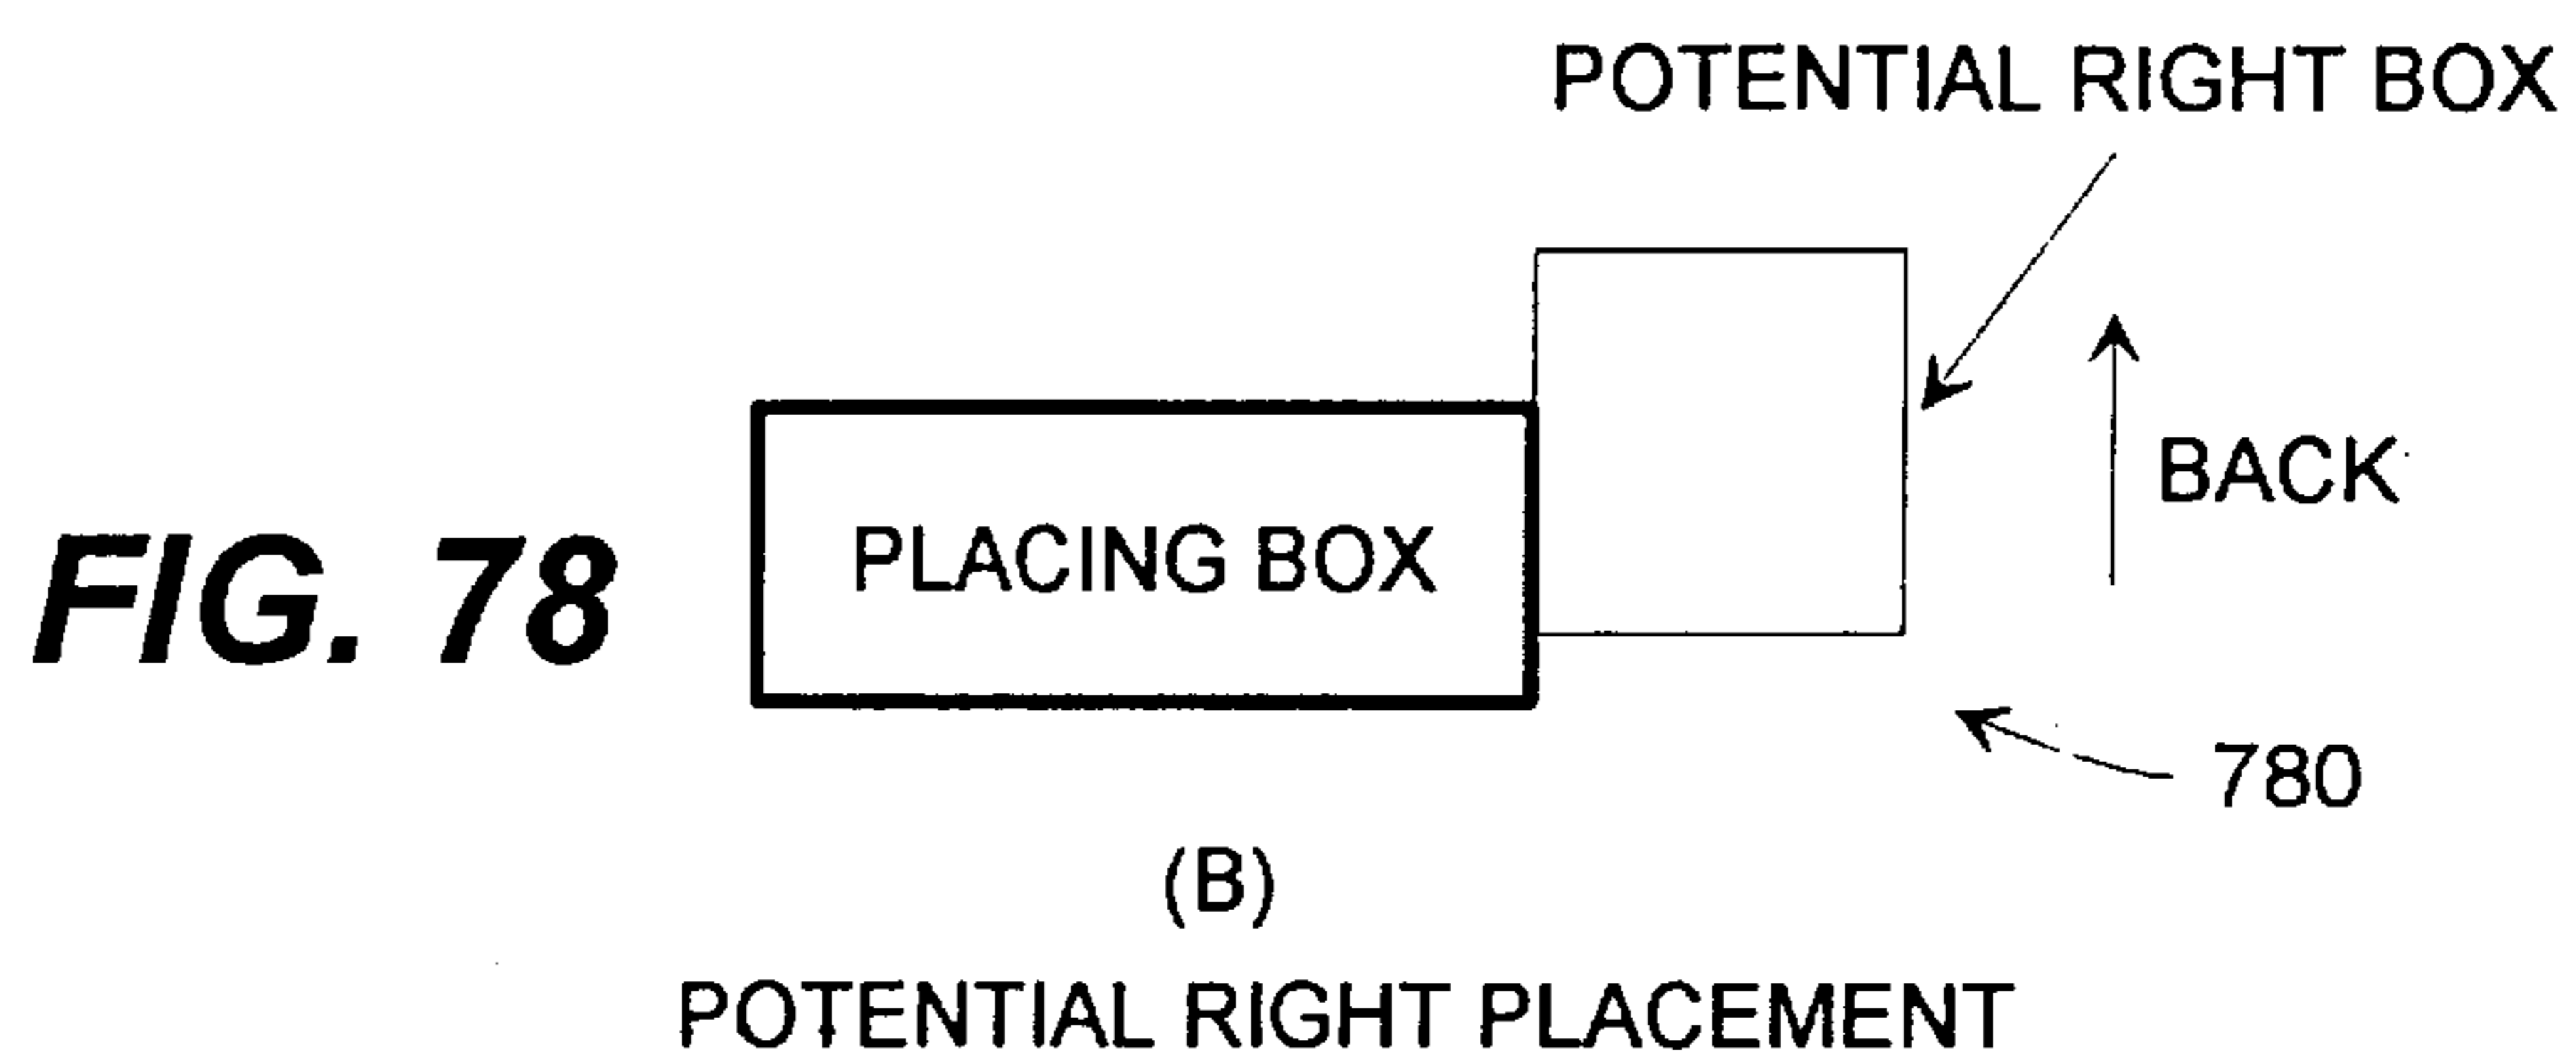 POTENTIAL RIGHT BOX
BACK
PLACING BOX
FIG. 78
780
(B)
POTENTIAL RIGHT PLACEMENT